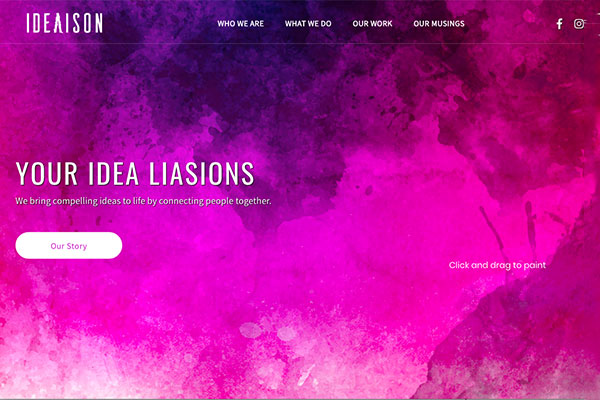 IDEAISON
WHO WE ARE WHAT WE DO OUR WORK OUR MUSINGS
YOUR IDEA LIASIONS
We bring compelling ideas to life by connecting people together.
Our Story
Click and drag to paint